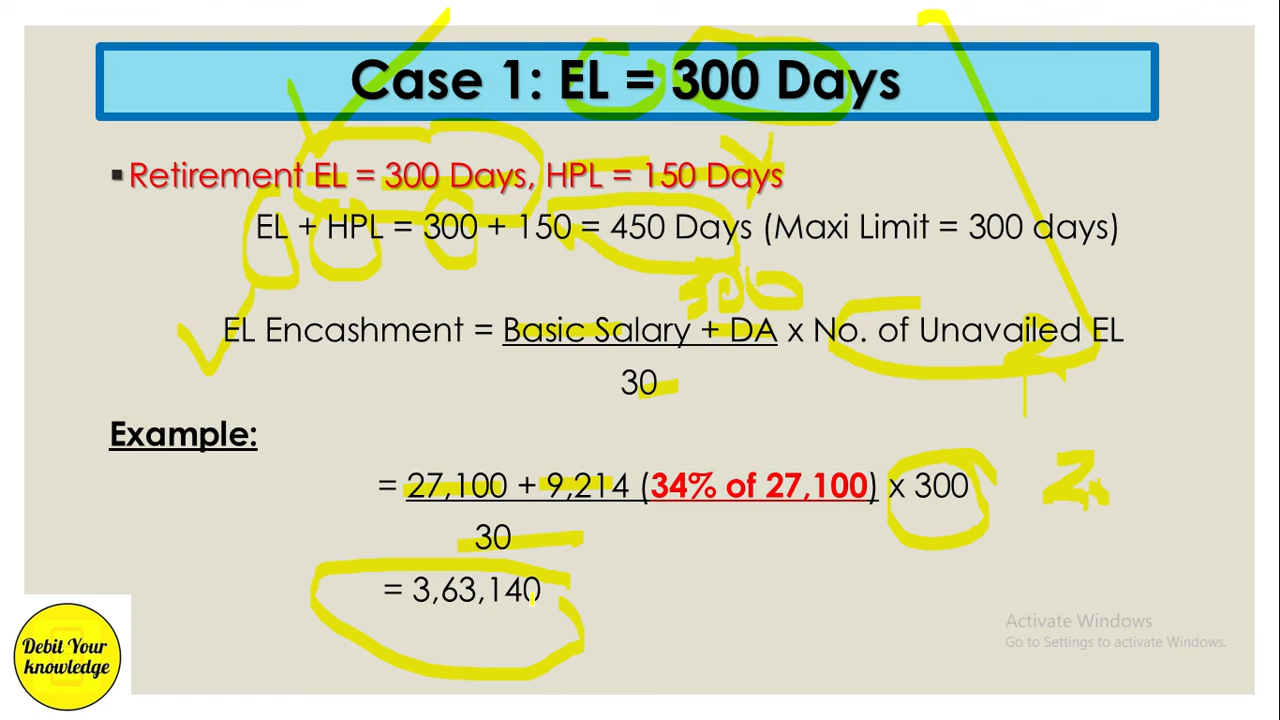 Case 1: EL = 300 Days
▪Retirement EL = 300 Days, HPL = 150 Days
EL + HPL = 300 + 150 = 450 Days (Maxi Limit = 300 days)
300
EL Encashment = Basic Salary + DA x No. of Unavailed EL
30
Example:
= 27,100 + 9,214 (34% of 27,100) x 300
30
= 3,63,140
Activate Windows
Go to Settings to activate Windows.
Debit Your
knowledge